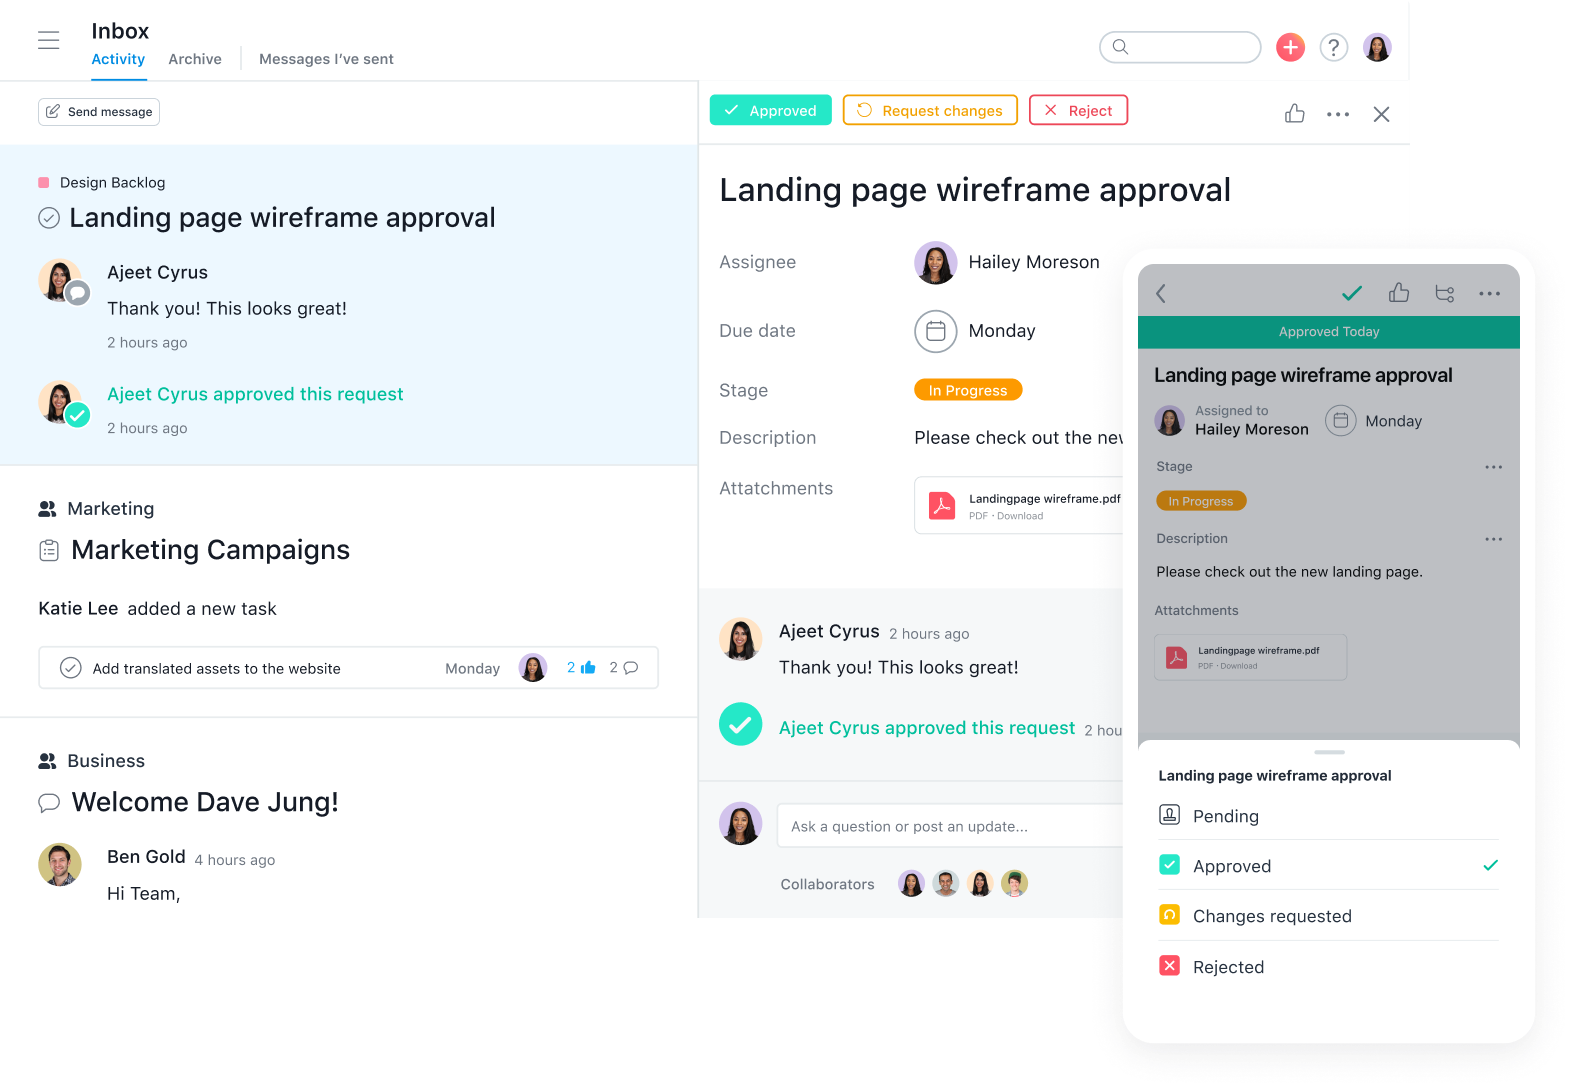 Inbox
Activity
Archive
Messages I’ve sent
?
Send message
Design Backlog
Landing page wireframe approval
Ajeet Cyrus
Thank you! This looks great!
2 hours ago
Ajeet Cyrus approved this request
2 hours ago
Marketing
Marketing Campaigns
Katie Lee added a new task
Add translated assets to the website Monday 2 2
Business
Welcome Dave Jung!
Ben Gold 4 hours ago
Hi Team,
Approved
Request changes
Reject
Landing page wireframe approval
Assignee Hailey Moreson
Due date Monday
Stage In Progress
Description Please check out the new
Attatchments
Landingpage wireframe.pdf
PDF · Download
Ajeet Cyrus 2 hours ago
Thank you! This looks great!
Ajeet Cyrus approved this request 2 hou
Ask a question or post an update...
Collaborators
Approved Today
Landing page wireframe approval
Assigned to
Hailey Moreson
Monday
Stage
In Progress
Description
Please check out the new landing page.
Attatchments
Landingpage wireframe.pdf
PDF · Download
Landing page wireframe approval
Pending
Approved
Changes requested
Rejected